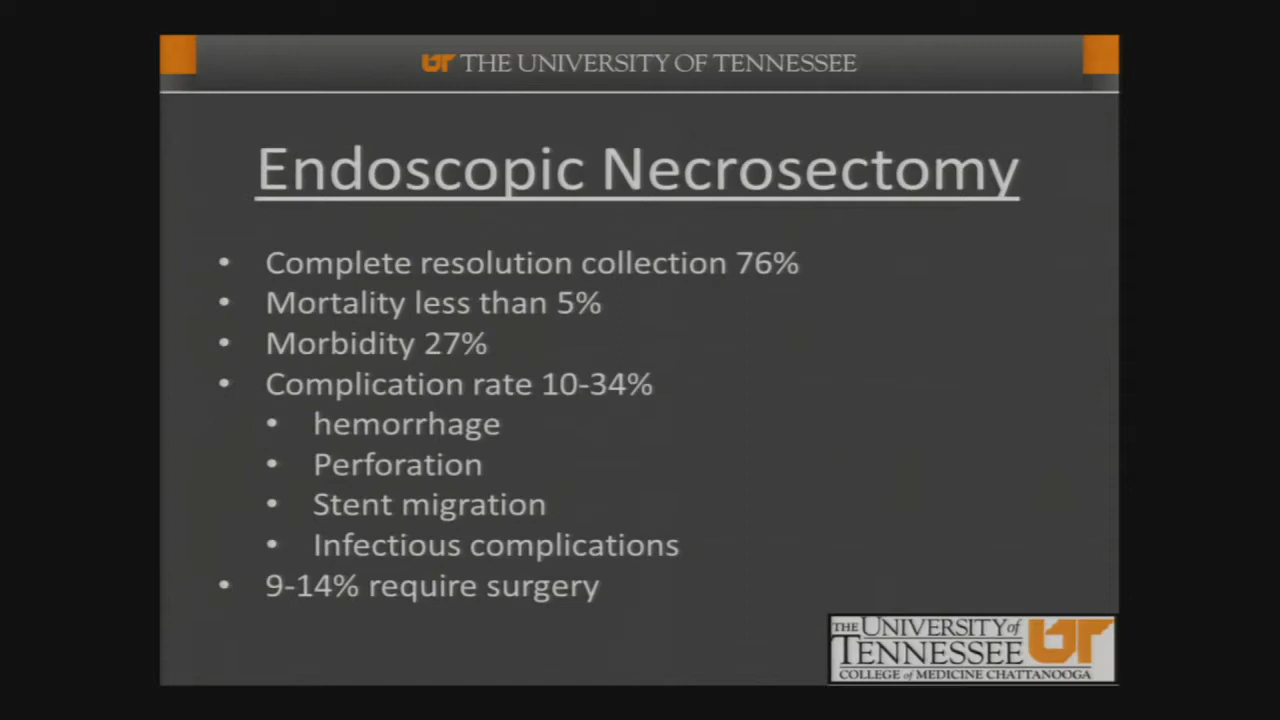 UT THE UNIVERSITY OF TENNESSEE
Endoscopic Necrosectomy
• Complete resolution collection 76%
• Mortality less than 5%
• Morbidity 27%
• Complication rate 10-34%
• hemorrhage
• Perforation
• Stent migration
• Infectious complications
• 9-14% require surgery
THE UNIVERSITY of
TENNESSEE UT
COLLEGE of MEDICINE CHATTANOOGA